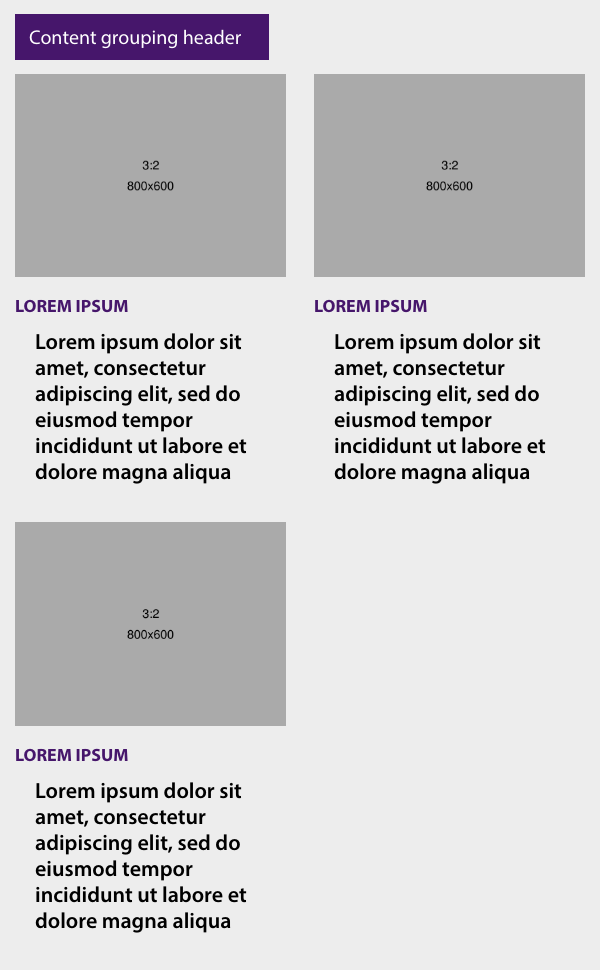 Content grouping header
3:2
800x600
3:2
800x600
LOREM IPSUM
Lorem ipsum dolor sit
amet, consectetur
adipiscing elit, sed do
eiusmod tempor
incididunt ut labore et
dolore magna aliqua
LOREM IPSUM
Lorem ipsum dolor sit
amet, consectetur
adipiscing elit, sed do
eiusmod tempor
incididunt ut labore et
dolore magna aliqua
3:2
800x600
LOREM IPSUM
Lorem ipsum dolor sit
amet, consectetur
adipiscing elit, sed do
eiusmod tempor
incididunt ut labore et
dolore magna aliqua